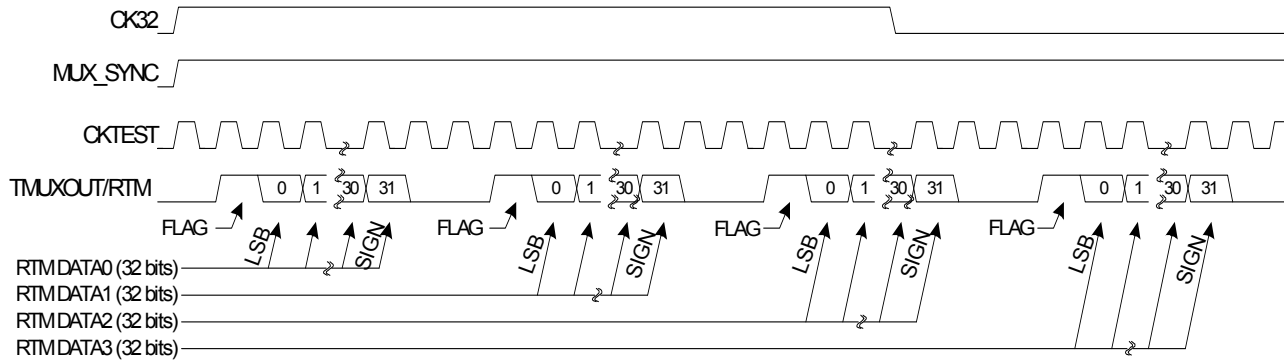 CK32
MUX_SYNC
CKTEST
TMUXOUT/RTM
0 1 30 31 0 1 30 31 0 1 30 31 0 1 30 31
FLAG FLAG FLAG FLAG
LSB SIGN LSB SIGN LSB SIGN LSB SIGN
RTM DATA0 (32 bits)
RTM DATA1 (32 bits)
RTM DATA2 (32 bits)
RTM DATA3 (32 bits)